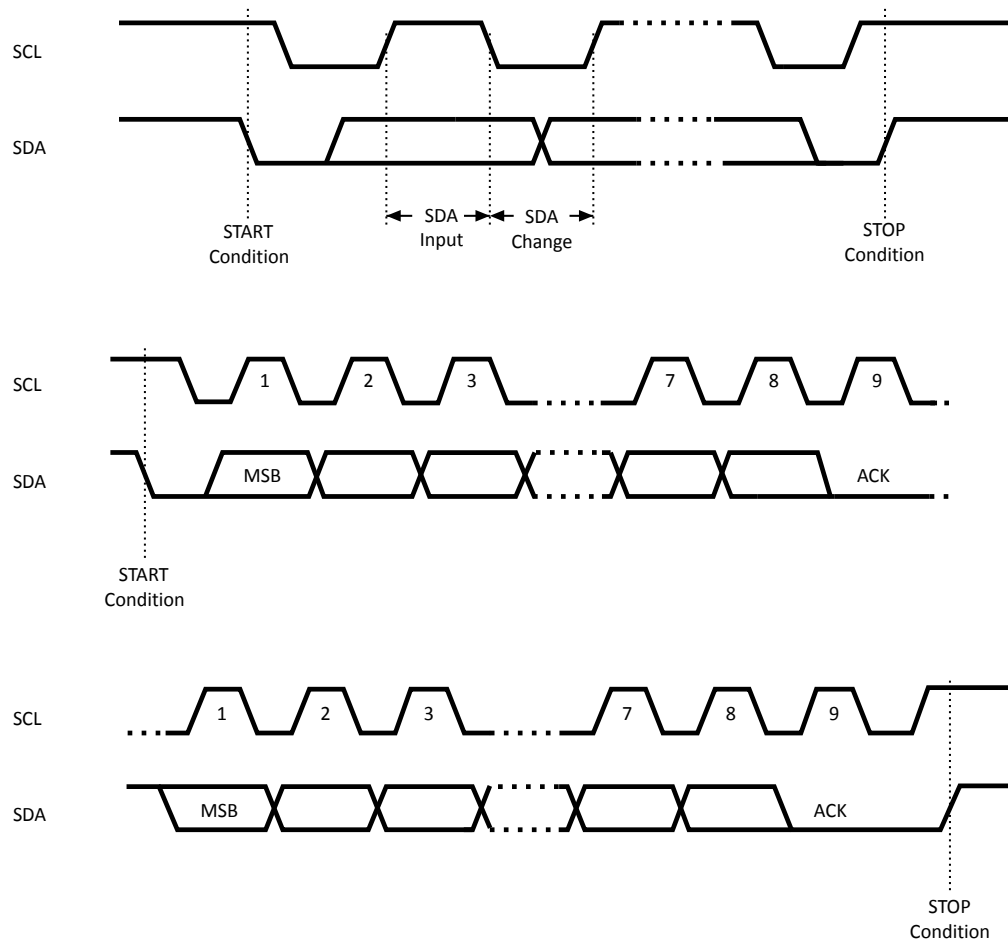 SCL
SDA
START
Condition
SDA
Input
SDA
Change
STOP
Condition
SCL
1 2 3 7 8 9
SDA
MSB ACK
START
Condition
SCL
1 2 3 7 8 9
SDA
MSB ACK
STOP
Condition